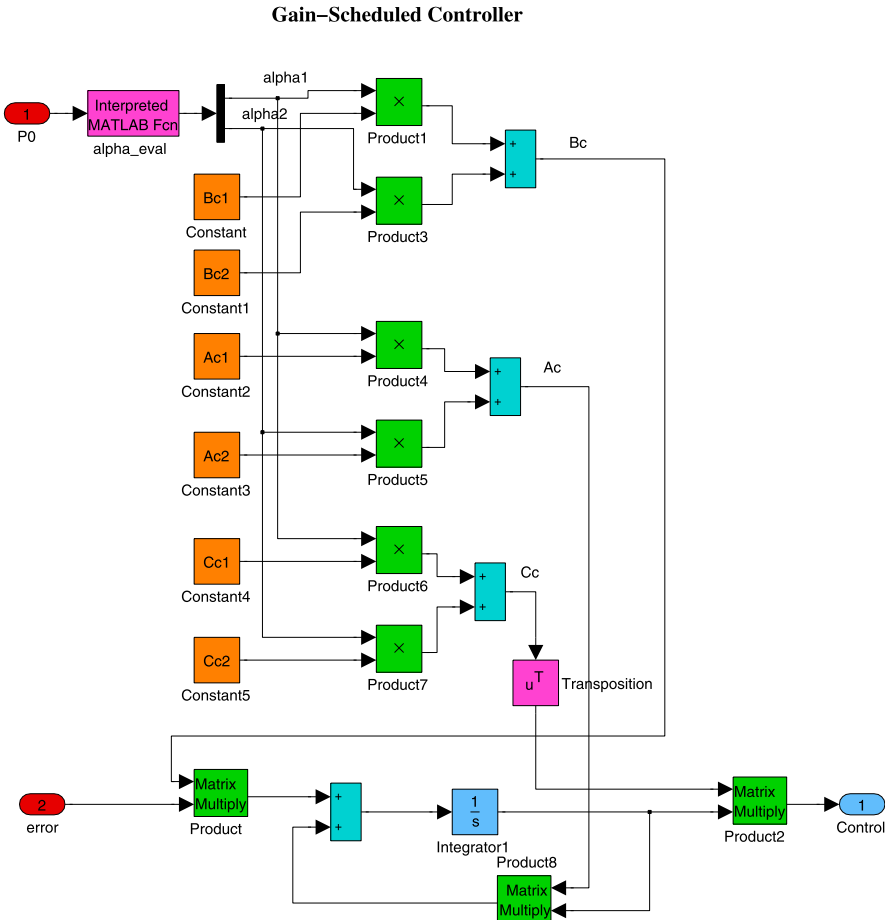 Gain−Scheduled Controller
alpha1
1
P0
Interpreted
MATLAB Fcn
alpha_eval
alpha2
×
Product1
+
+
Bc
Bc1
Constant
×
Product3
Bc2
Constant1
Ac1
Constant2
×
Product4
+
+
Ac
Ac2
Constant3
×
Product5
Cc1
Constant4
×
Product6
+
+
Cc
Cc2
Constant5
×
Product7
uT
Transposition
2
error
Matrix
Multiply
Product
+
+
1
s
Integrator1
Matrix
Multiply
Product2
1
Control
Product8
Matrix
Multiply